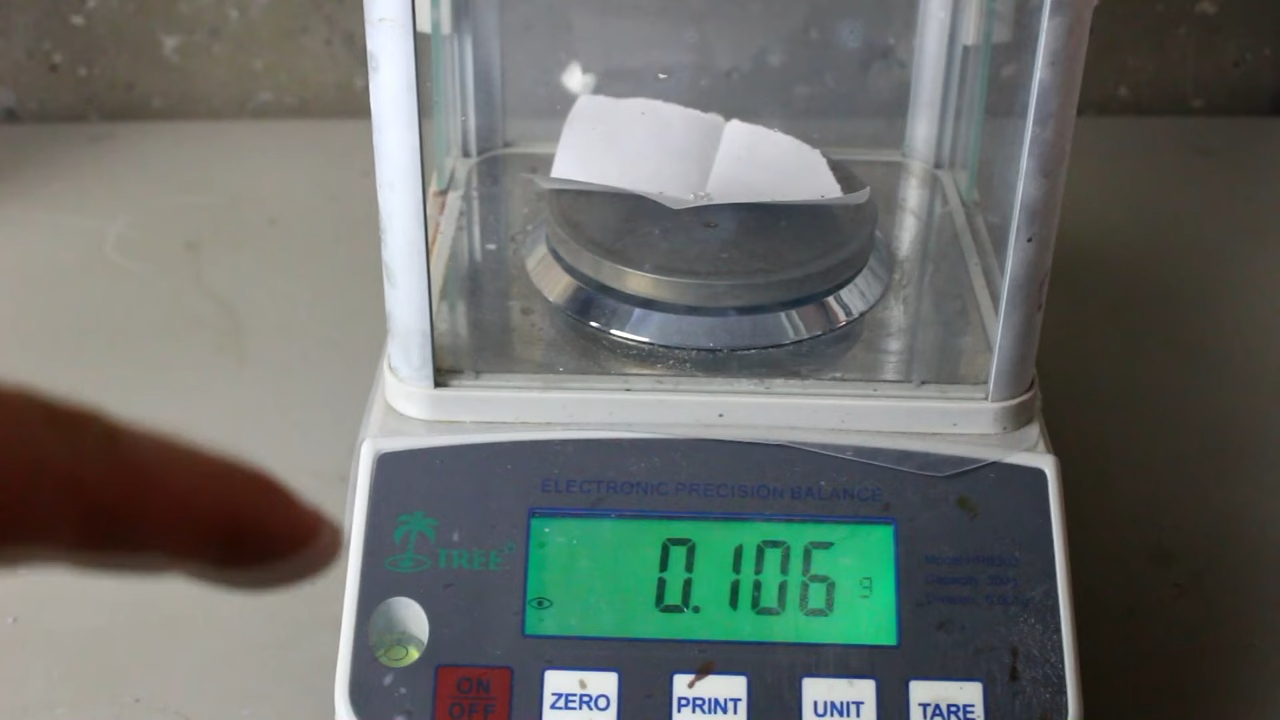 ELECTRONIC PRECISION BALANCE
TREE
0.106 g
ON
OFF
ZERO
PRINT
UNIT
TARE